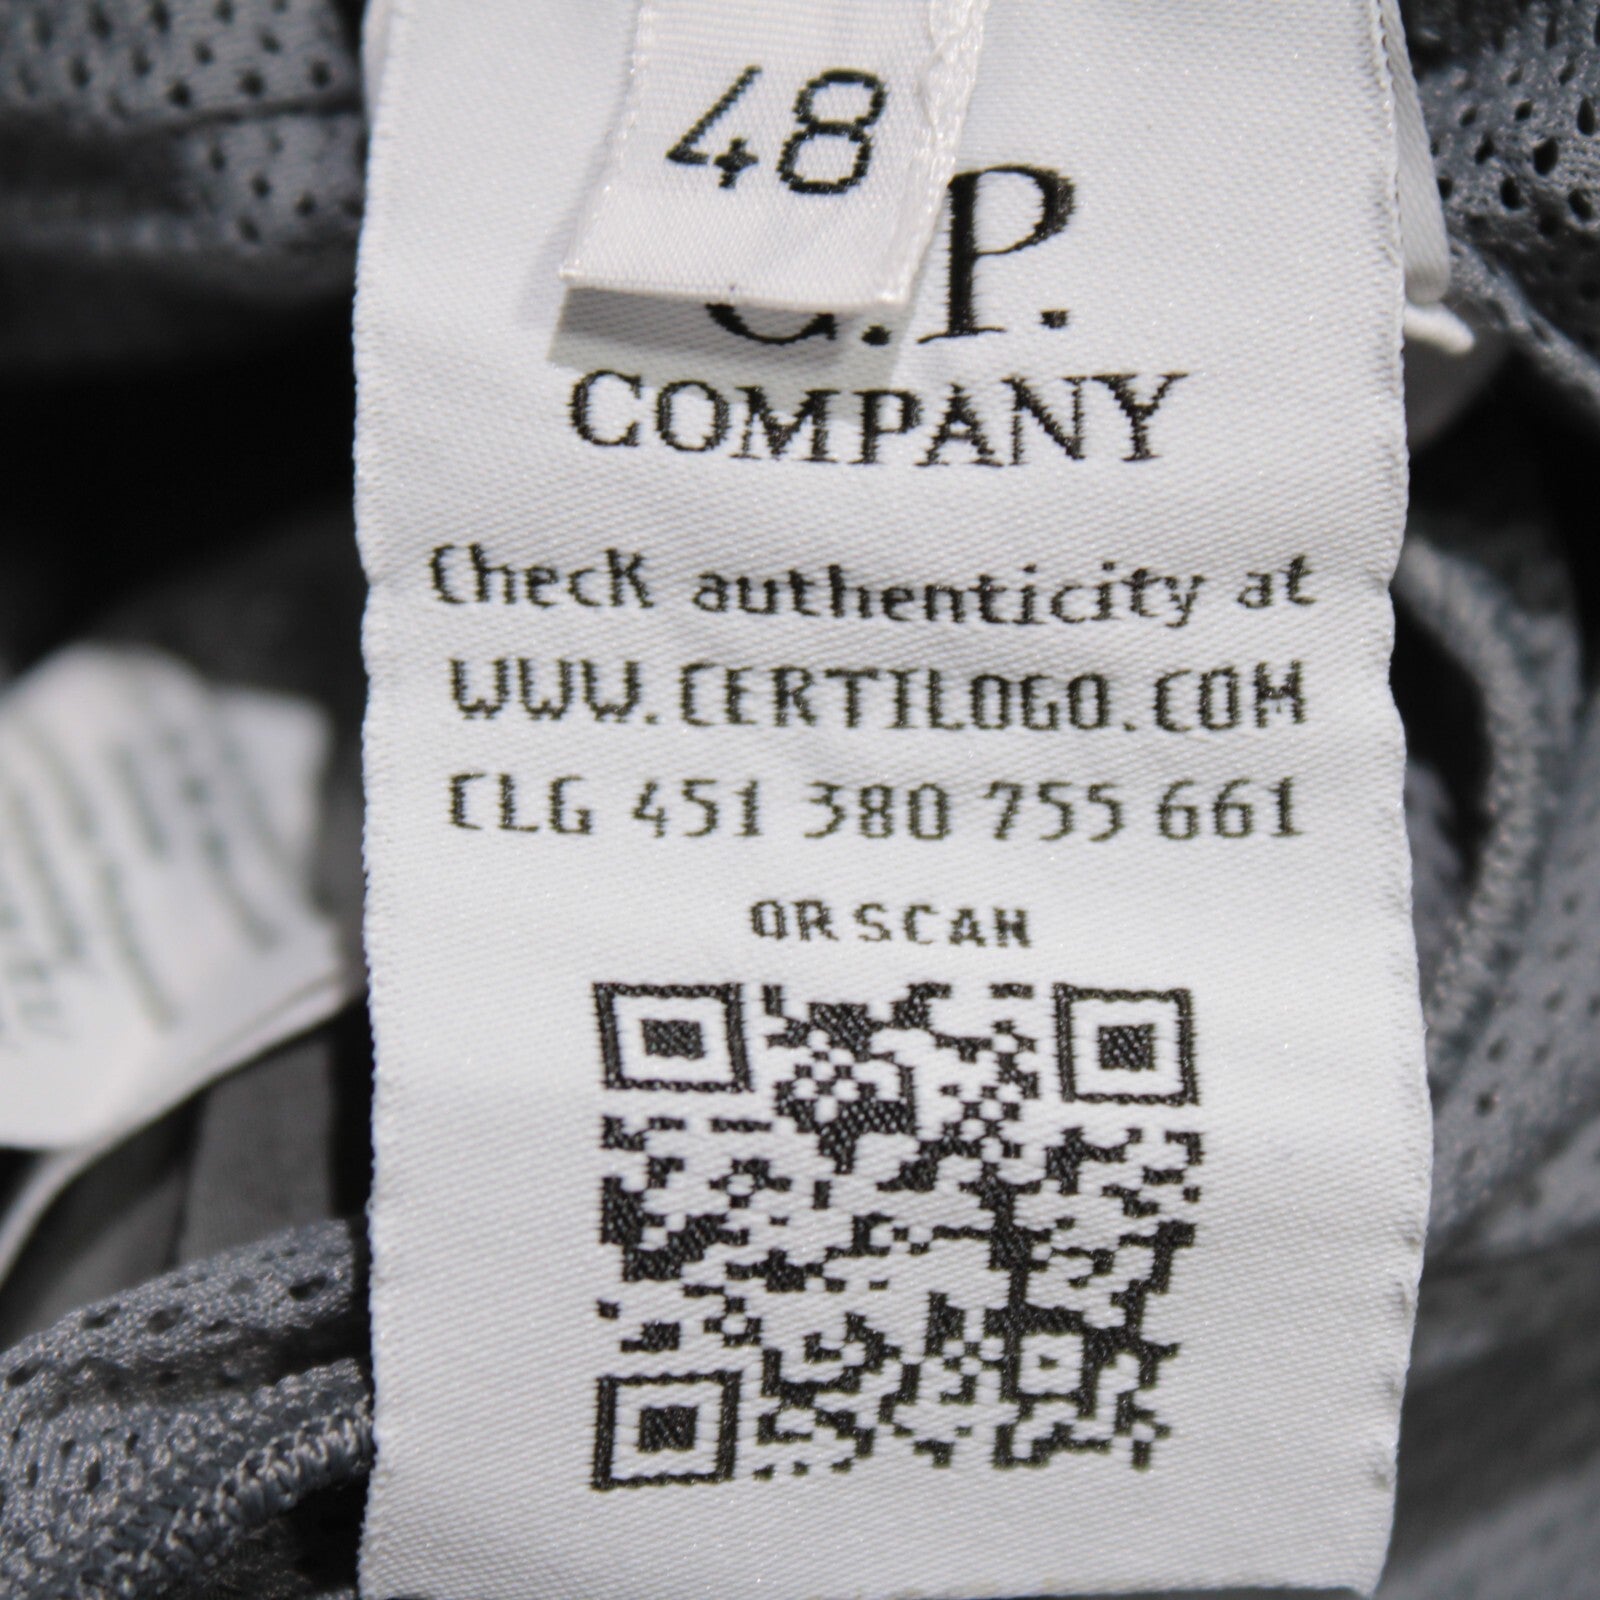 48
C.P.
COMPANY
Check authenticity at
WWW.CERTILOGO.COM
CLG 451 380 755 661
OR SCAN